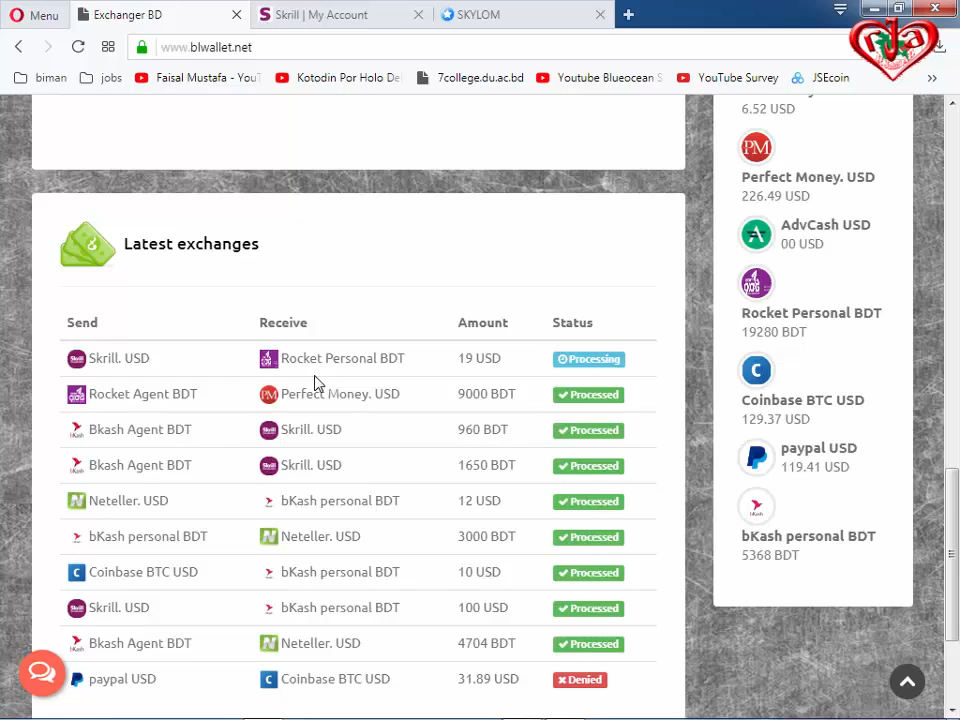 Menu
Exchanger BD
Skrill | My Account
SKYLOM
www.blwallet.net
biman
jobs
Faisal Mustafa - You
Kotodin Por Holo De
7college.du.ac.bd
Youtube Blueocean S
YouTube Survey
JSEcoin
6.52 USD
Perfect Money. USD
226.49 USD
AdvCash USD
00 USD
Rocket Personal BDT
19280 BDT
Coinbase BTC USD
129.37 USD
paypal USD
119.41 USD
bKash personal BDT
5368 BDT
Latest exchanges
Send Receive Amount Status
Skrill. USD Rocket Personal BDT 19 USD Processing
Rocket Agent BDT Perfect Money. USD 9000 BDT Processed
Bkash Agent BDT Skrill. USD 960 BDT Processed
Bkash Agent BDT Skrill. USD 1650 BDT Processed
Neteller. USD bKash personal BDT 12 USD Processed
bKash personal BDT Neteller. USD 3000 BDT Processed
Coinbase BTC USD bKash personal BDT 10 USD Processed
Skrill. USD bKash personal BDT 100 USD Processed
Bkash Agent BDT Neteller. USD 4704 BDT Processed
paypal USD Coinbase BTC USD 31.89 USD Denied